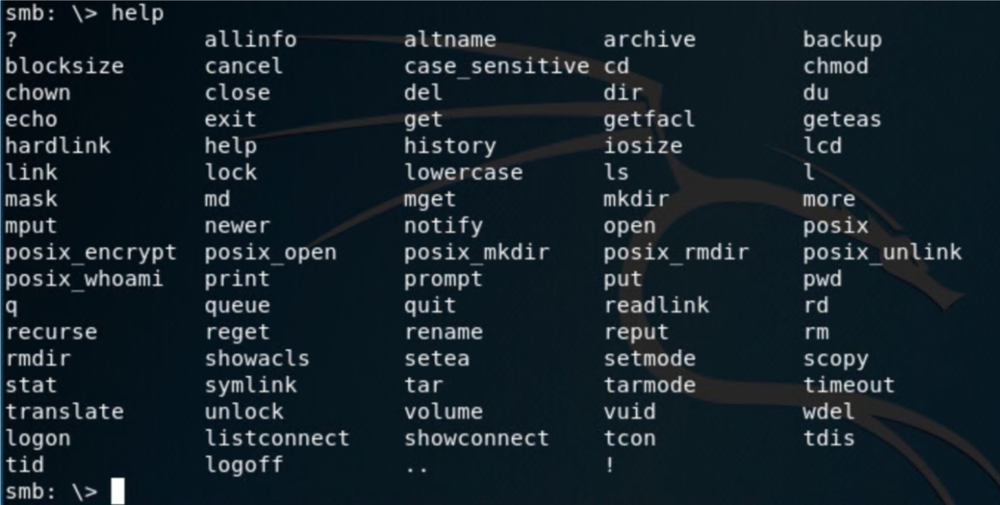 smb: \> help
?              allinfo        altname        archive        backup
blocksize      cancel         case_sensitive cd             chmod
chown          close          del            dir            du
echo           exit           get            getfacl        geteas
hardlink       help           history        iosize         lcd
link           lock           lowercase      ls             l
mask           md             mget           mkdir          more
mput           newer          notify         open           posix
posix_encrypt  posix_open     posix_mkdir    posix_rmdir    posix_unlink
posix_whoami   print          prompt         put            pwd
q              queue          quit           readlink       rd
recurse        reget          rename         reput          rm
rmdir          showacls       setea          setmode        scopy
stat           symlink        tar            tarmode        timeout
translate      unlock         volume         vuid           wdel
logon          listconnect    showconnect    tcon           tdis
tid            logoff         ..             !
smb: \>